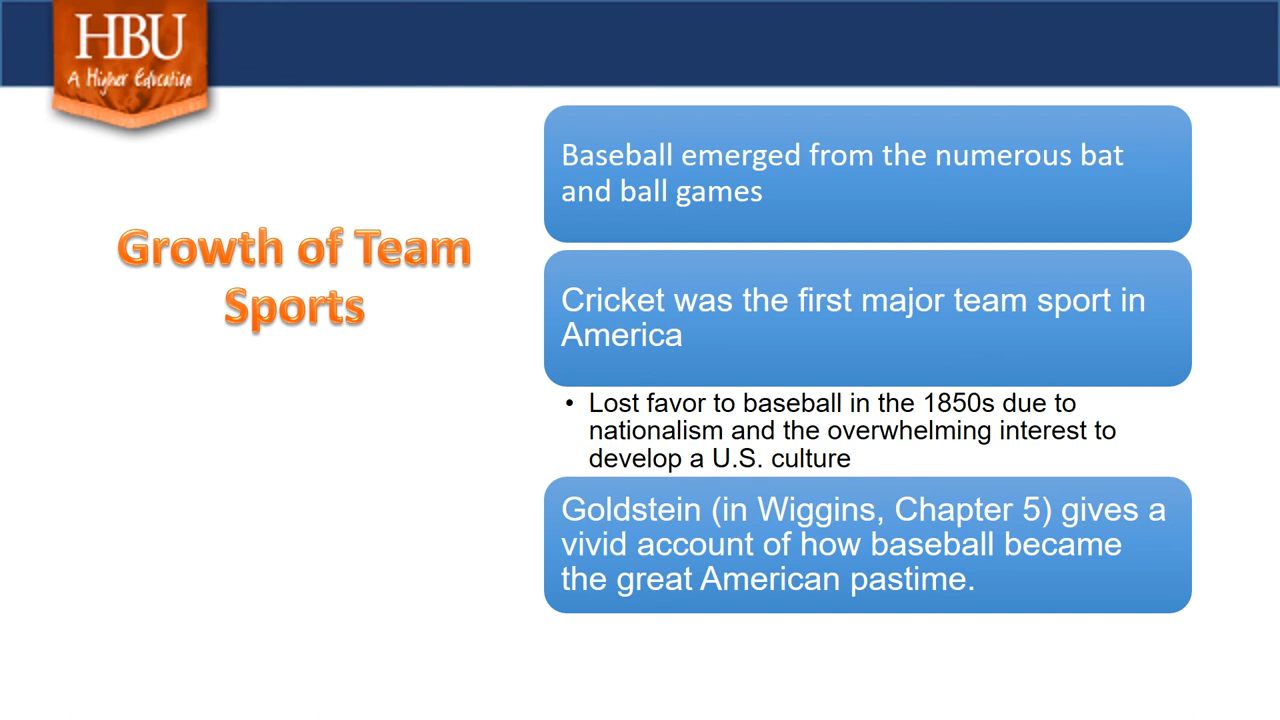 HBU
A Higher Education
Growth of Team
Sports
Baseball emerged from the numerous bat
and ball games
Cricket was the first major team sport in
America
• Lost favor to baseball in the 1850s due to
nationalism and the overwhelming interest to
develop a U.S. culture
Goldstein (in Wiggins, Chapter 5) gives a
vivid account of how baseball became
the great American pastime.